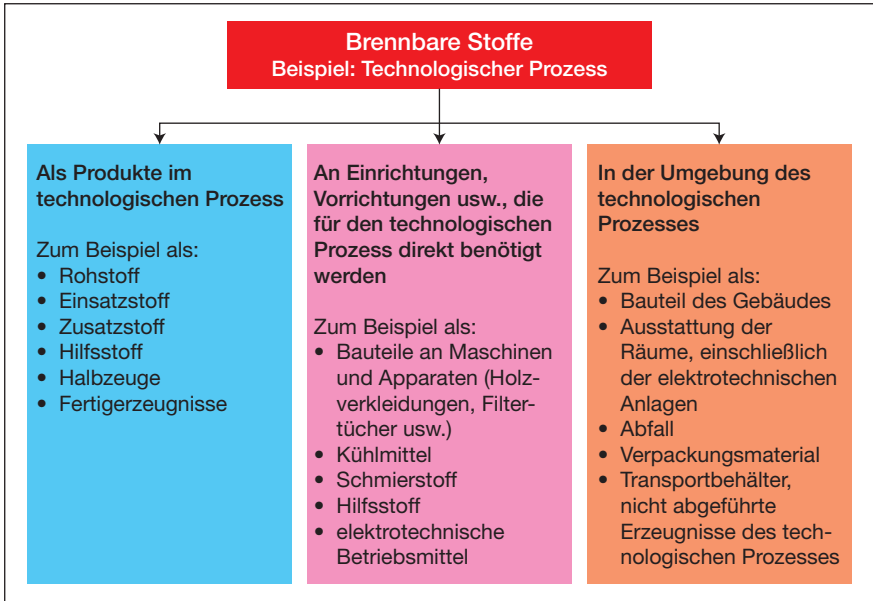 Brennbare Stoffe
Beispiel: Technologischer Prozess
Als Produkte im
technologischen Prozess
Zum Beispiel als:
• Rohstoff
• Einsatzstoff
• Zusatzstoff
• Hilfsstoff
• Halbzeuge
• Fertigerzeugnisse
An Einrichtungen,
Vorrichtungen usw., die
für den technologischen
Prozess direkt benötigt
werden
Zum Beispiel als:
• Bauteile an Maschinen
und Apparaten (Holz-
verkleidungen, Filter-
tücher usw.)
• Kühlmittel
• Schmierstoff
• Hilfsstoff
• elektrotechnische
Betriebsmittel
In der Umgebung des
technologischen
Prozesses
Zum Beispiel als:
• Bauteil des Gebäudes
• Ausstattung der
Räume, einschließlich
der elektrotechnischen
Anlagen
• Abfall
• Verpackungsmaterial
• Transportbehälter,
nicht abgeführte
Erzeugnisse des tech-
nologischen Prozesses